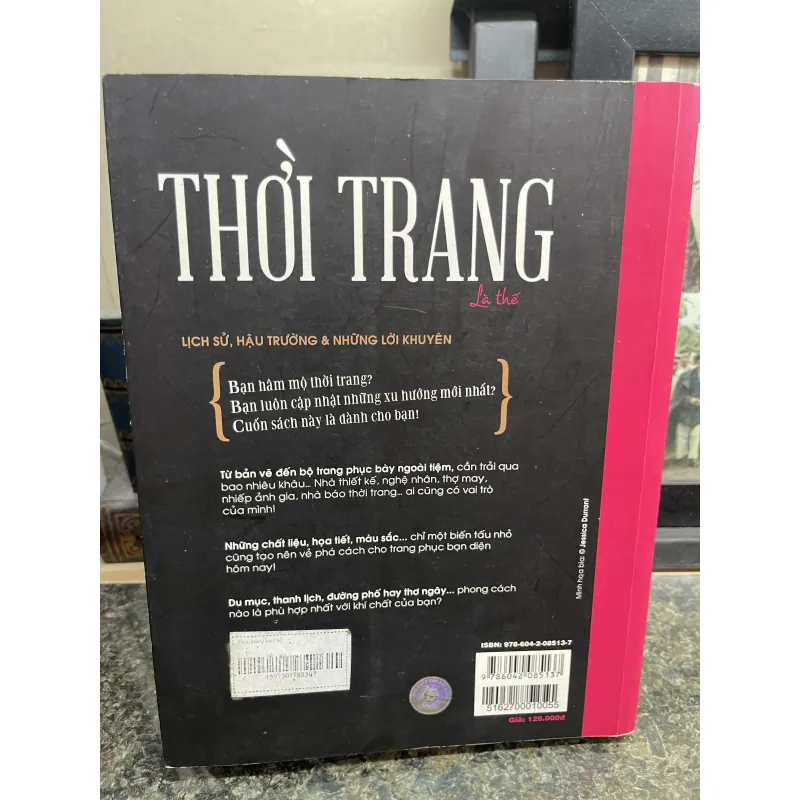 THỜI TRANG
Là thế
LỊCH SỬ, HẬU TRƯỜNG & NHỮNG LỜI KHUYÊN
Bạn hâm mộ thời trang?
Bạn luôn cập nhật những xu hướng mới nhất?
Cuốn sách này là dành cho bạn!
Từ bản vẽ đến bộ trang phục bày ngoài tiệm, cần trải qua
bao nhiêu khâu... Nhà thiết kế, nghệ nhân, thợ may,
nhiếp ảnh gia, nhà báo thời trang... ai cũng có vai trò
của mình!
Những chất liệu, họa tiết, màu sắc... chỉ một biến tấu nhỏ
cũng tạo nên vẻ phá cách cho trang phục bạn diện
hôm nay!
Du mục, thanh lịch, đường phố hay thơ ngây... phong cách
nào là phù hợp nhất với khí chất của bạn?
Minh họa bìa: © Jessica Durrant
ISBN: 978-604-2-08513-7
9 786042 085137
5162700010055
Giá: 128.000đ